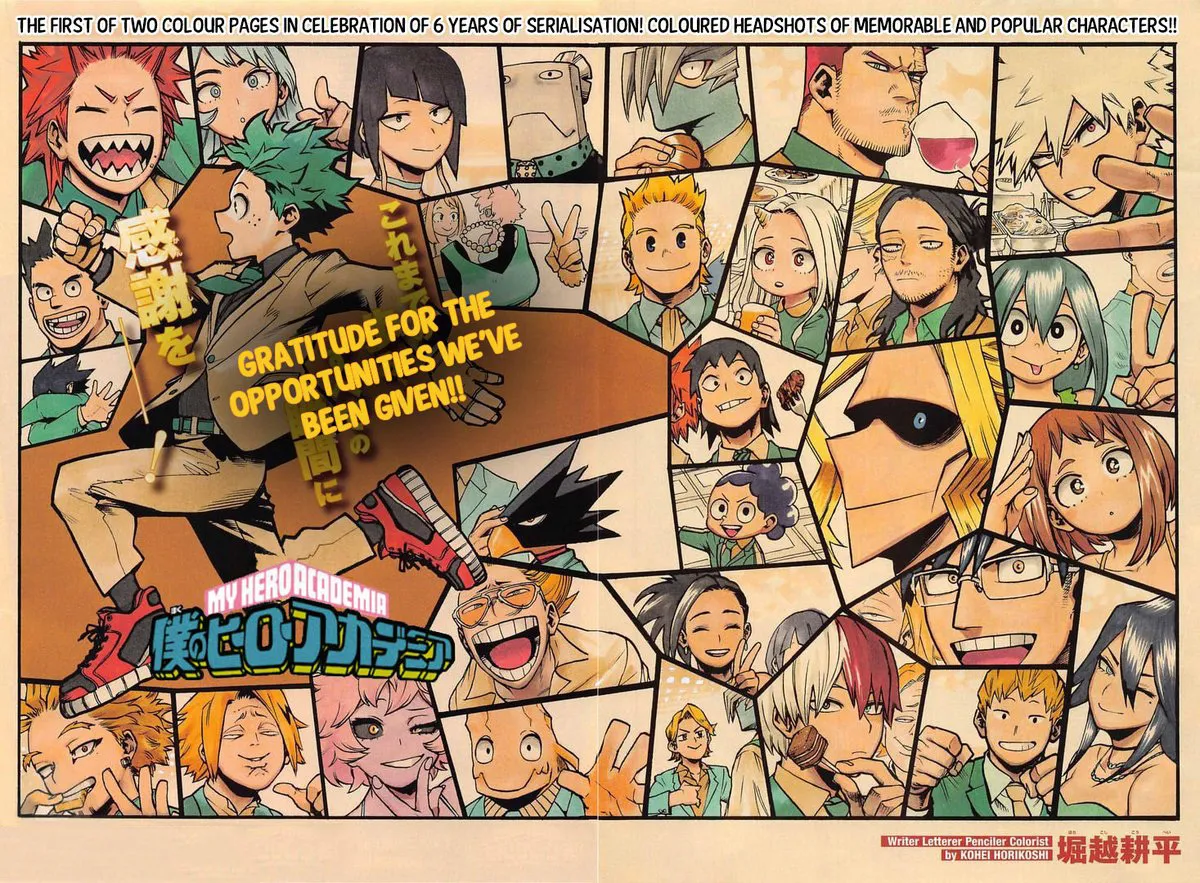 THE FIRST OF TWO COLOUR PAGES IN CELEBRATION OF 6 YEARS OF SERIALISATION! COLOURED HEADSHOTS OF MEMORABLE AND POPULAR CHARACTERS!!
これまで
の
間に
感謝を
!
GRATITUDE FOR THE
OPPORTUNITIES WE'VE
BEEN GIVEN!!
MY HERO ACADEMIA
僕のヒーローアカデミア
Writer Letterer Penciler Colorist
by KOHEI HORIKOSHI
堀越耕平